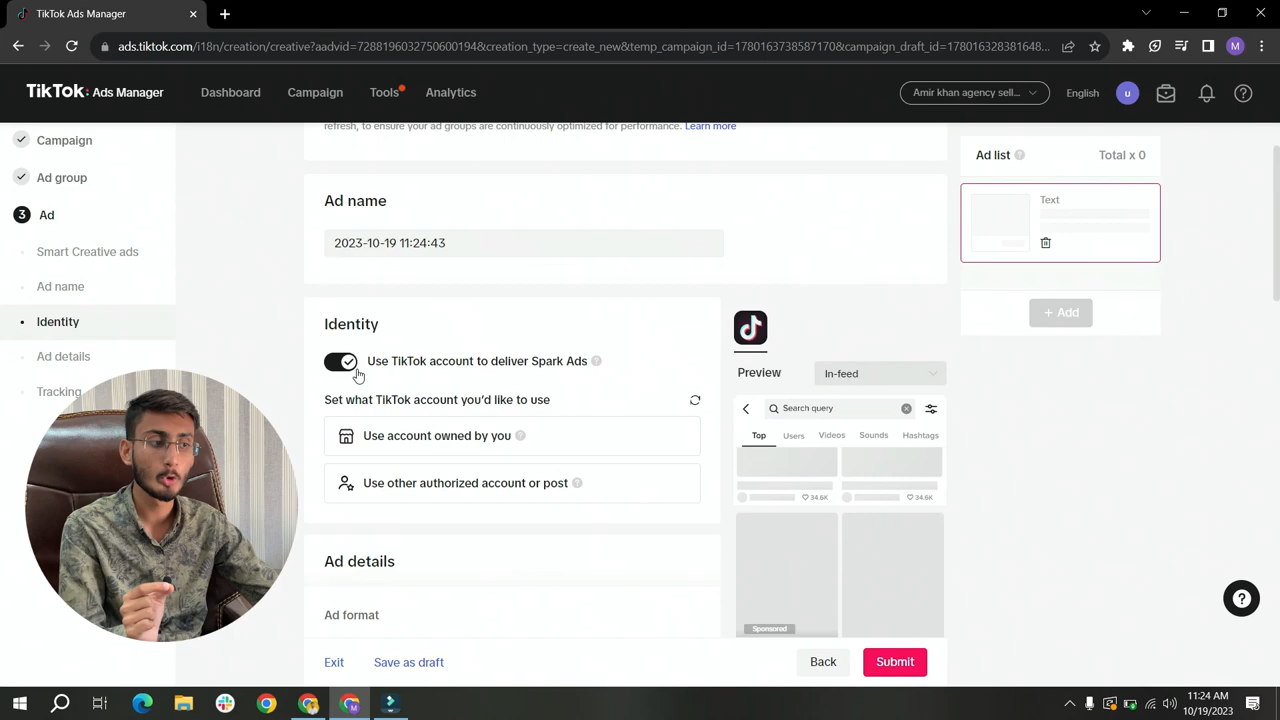 TikTok Ads Manager
ads.tiktok.com/i18n/creation/creative?aadvid=7288196032750600194&creation_type=create_new&temp_campaign_id=1780163738587170&campaign_draft_id=178016328381648...
M
TikTok: Ads Manager
Dashboard
Campaign
Tools
Analytics
Amir khan agency sell...
English
u
Campaign
Ad group
3 Ad
Smart Creative ads
Ad name
Identity
Ad details
Tracking
refresh, to ensure your ad groups are continuously optimized for performance. Learn more
Ad name
2023-10-19 11:24:43
Identity
Use TikTok account to deliver Spark Ads
Set what TikTok account you'd like to use
Use account owned by you
Use other authorized account or post
Ad details
Ad format
Preview
In-feed
Search query
Top Users Videos Sounds Hashtags
34.6K 34.6K
Sponsored
Ad list
Total x 0
Text
+ Add
Exit
Save as draft
Back
Submit
11:24 AM
10/19/2023